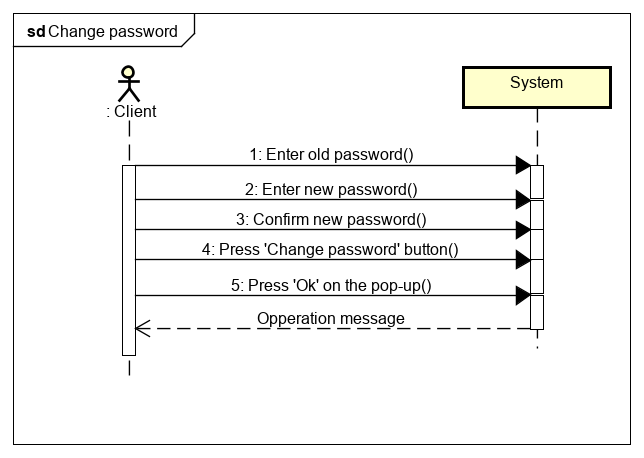 sd Change password
: Client
System
1: Enter old password()
2: Enter new password()
3: Confirm new password()
4: Press 'Change password' button()
5: Press 'Ok' on the pop-up()
Opperation message